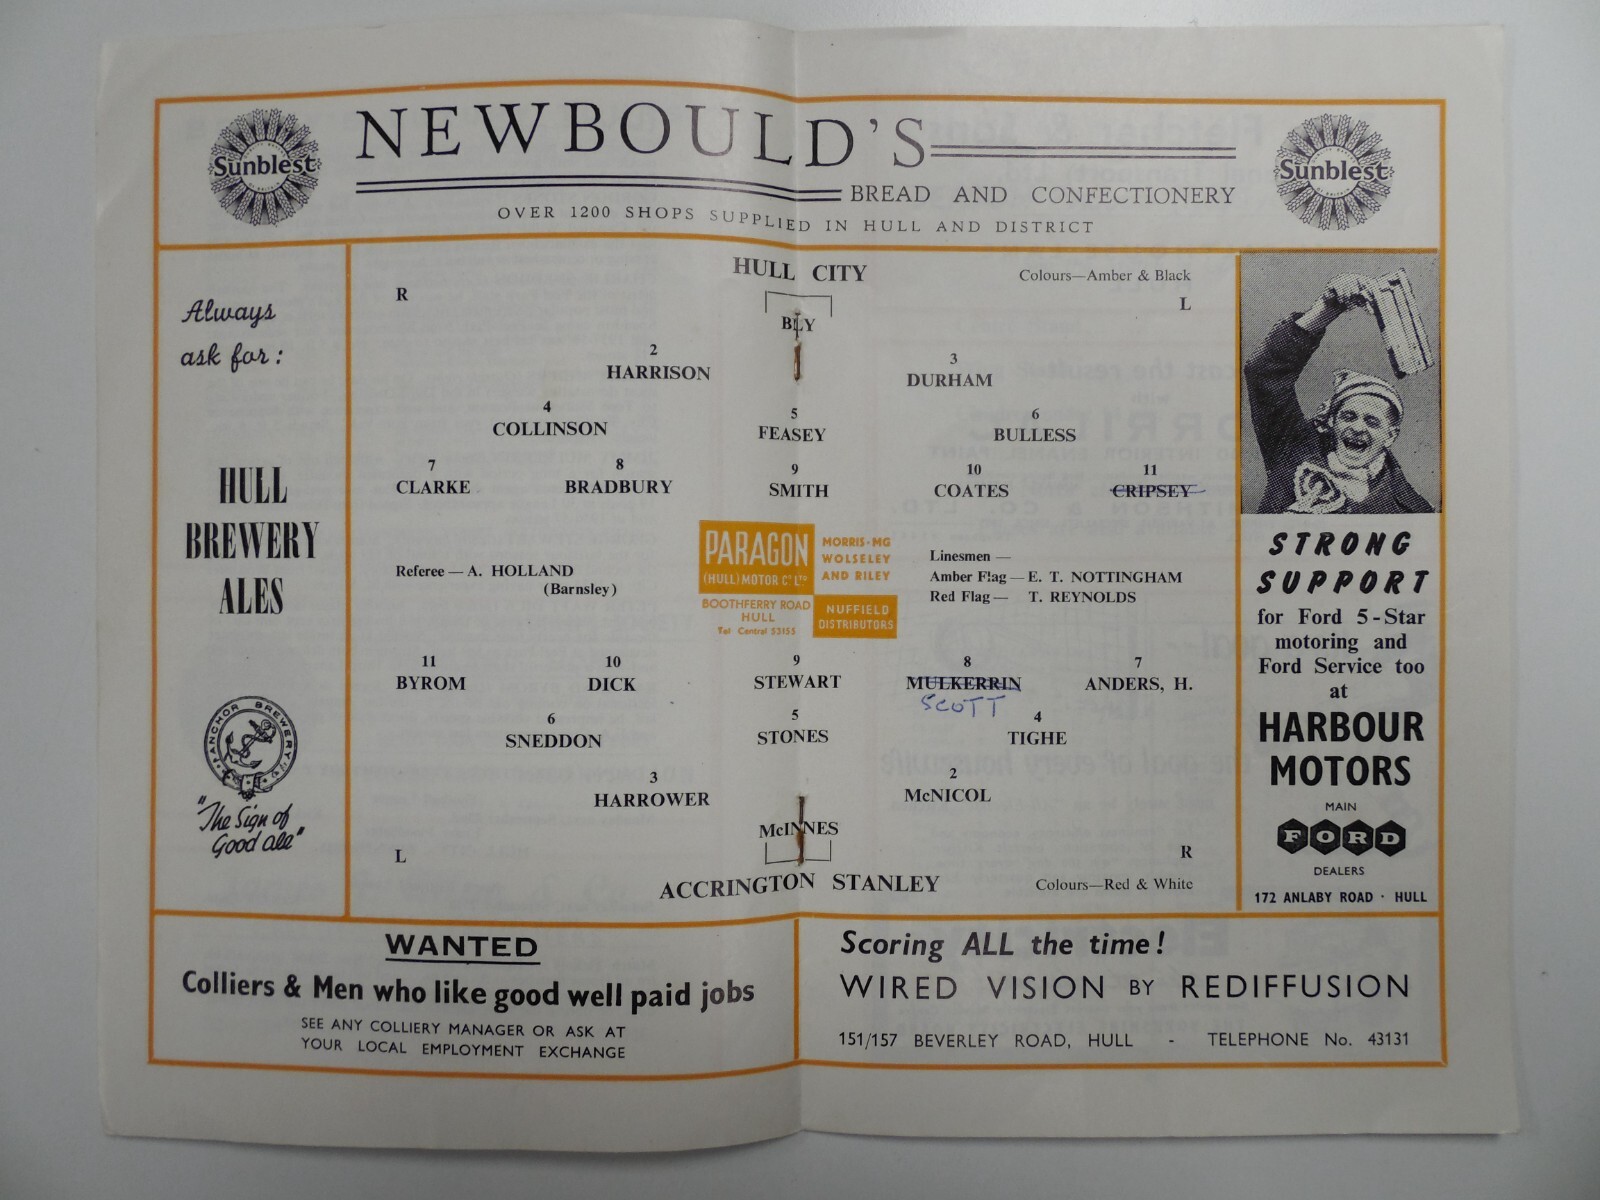 NEWBOULD'S
Sunblest
Sunblest
BREAD AND CONFECTIONERY
OVER 1200 SHOPS SUPPLIED IN HULL AND DISTRICT
Always
ask for:
HULL
BREWERY
ALES
ANCHOR BREWERY
"The Sign of
Good ale"
HULL CITY
Colours—Amber & Black
R
L
BLY
2
HARRISON
3
DURHAM
4
COLLINSON
5
FEASEY
6
BULLESS
7
CLARKE
8
BRADBURY
9
SMITH
10
COATES
11
CRIPSEY
Referee — A. HOLLAND
(Barnsley)
PARAGON
(HULL) MOTOR Co LTD
MORRIS·MG
WOLSELEY
AND RILEY
BOOTHFERRY ROAD
HULL
Tel Central 53155
NUFFIELD
DISTRIBUTORS
Linesmen —
Amber Flag — E. T. NOTTINGHAM
Red Flag — T. REYNOLDS
11
BYROM
10
DICK
9
STEWART
8
MULKERRIN
SCOTT
7
ANDERS, H.
6
SNEDDON
5
STONES
4
TIGHE
3
HARROWER
2
McNICOL
McINNES
L
R
ACCRINGTON STANLEY
Colours—Red & White
STRONG
SUPPORT
for Ford 5-Star
motoring and
Ford Service too
at
HARBOUR
MOTORS
MAIN
FORD
DEALERS
172 ANLABY ROAD · HULL
WANTED
Colliers & Men who like good well paid jobs
SEE ANY COLLIERY MANAGER OR ASK AT
YOUR LOCAL EMPLOYMENT EXCHANGE
Scoring ALL the time!
WIRED VISION BY REDIFFUSION
151/157 BEVERLEY ROAD, HULL - TELEPHONE No. 43131